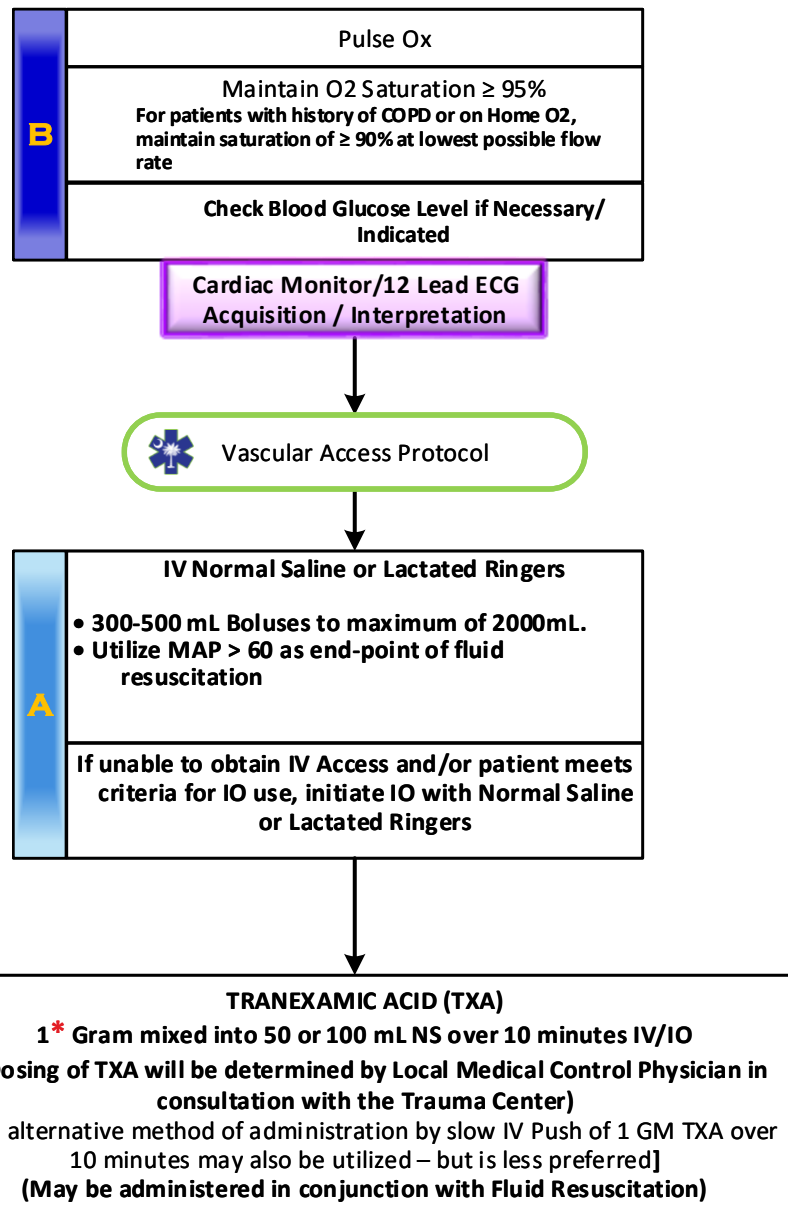 Pulse Ox
B
Maintain O2 Saturation ≥ 95%
For patients with history of COPD or on Home O2,
maintain saturation of ≥ 90% at lowest possible flow
rate
Check Blood Glucose Level if Necessary/
Indicated
Cardiac Monitor/12 Lead ECG
Acquisition / Interpretation
Vascular Access Protocol
A
IV Normal Saline or Lactated Ringers
• 300-500 mL Boluses to maximum of 2000mL.
• Utilize MAP > 60 as end-point of fluid
resuscitation
If unable to obtain IV Access and/or patient meets
criteria for IO use, initiate IO with Normal Saline
or Lactated Ringers
TRANEXAMIC ACID (TXA)
1* Gram mixed into 50 or 100 mL NS over 10 minutes IV/IO
osing of TXA will be determined by Local Medical Control Physician in
consultation with the Trauma Center)
alternative method of administration by slow IV Push of 1 GM TXA over
10 minutes may also be utilized – but is less preferred]
(May be administered in conjunction with Fluid Resuscitation)